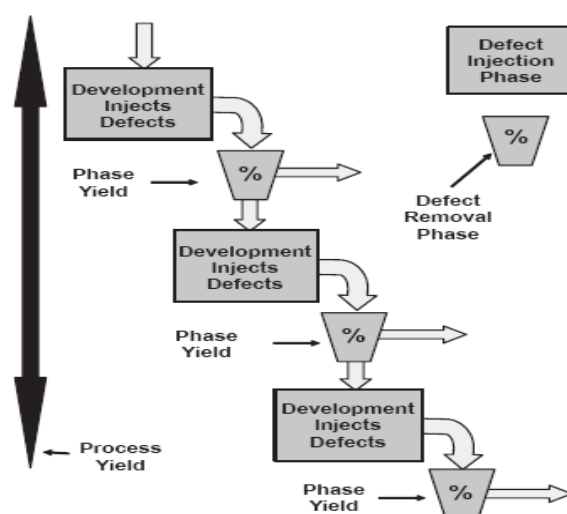 Development
Injects
Defects
Defect
Injection
Phase
%
Phase
Yield
%
Defect
Removal
Phase
Development
Injects
Defects
%
Phase
Yield
Development
Injects
Defects
Process
Yield
%
Phase
Yield